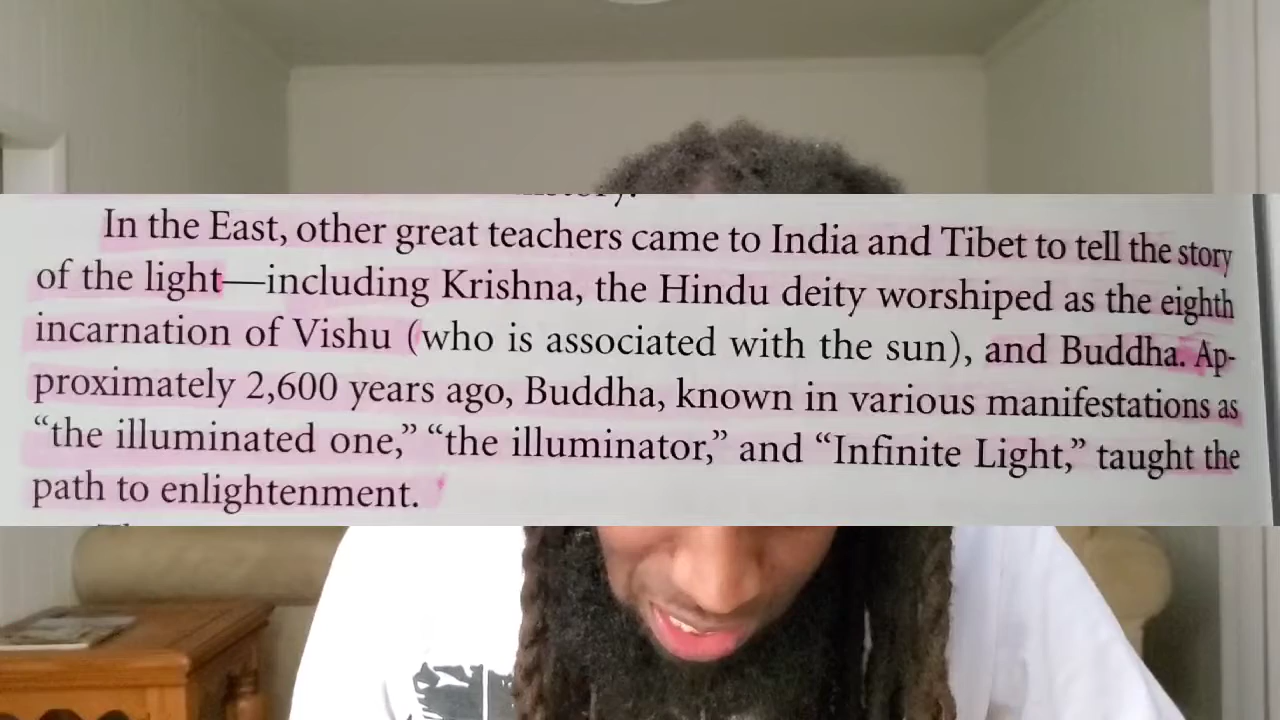 In the East, other great teachers came to India and Tibet to tell the story
of the light—including Krishna, the Hindu deity worshiped as the eighth
incarnation of Vishu (who is associated with the sun), and Buddha. Ap-
proximately 2,600 years ago, Buddha, known in various manifestations as
“the illuminated one,” “the illuminator,” and “Infinite Light,” taught the
path to enlightenment.